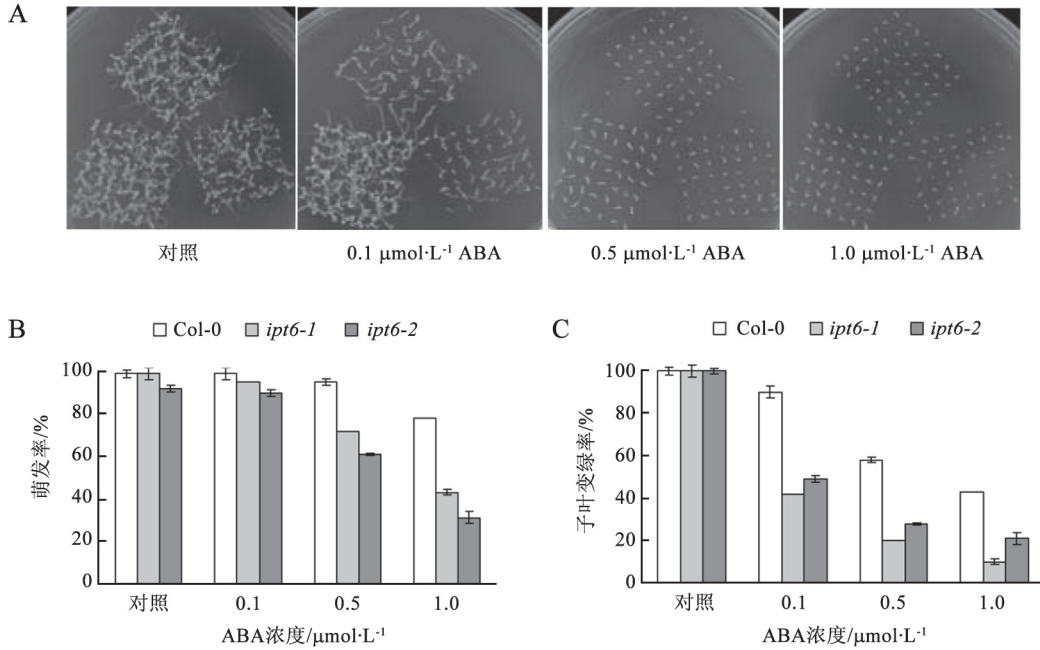 A
对照
0.1 μmol·L⁻¹ ABA
0.5 μmol·L⁻¹ ABA
1.0 μmol·L⁻¹ ABA
B
Col-0
ipt6-1
ipt6-2
萌发率/%
100
80
60
40
20
0
对照
0.1
0.5
1.0
ABA浓度/μmol·L⁻¹
C
Col-0
ipt6-1
ipt6-2
子叶变绿率/%
100
80
60
40
20
0
对照
0.1
0.5
1.0
ABA浓度/μmol·L⁻¹